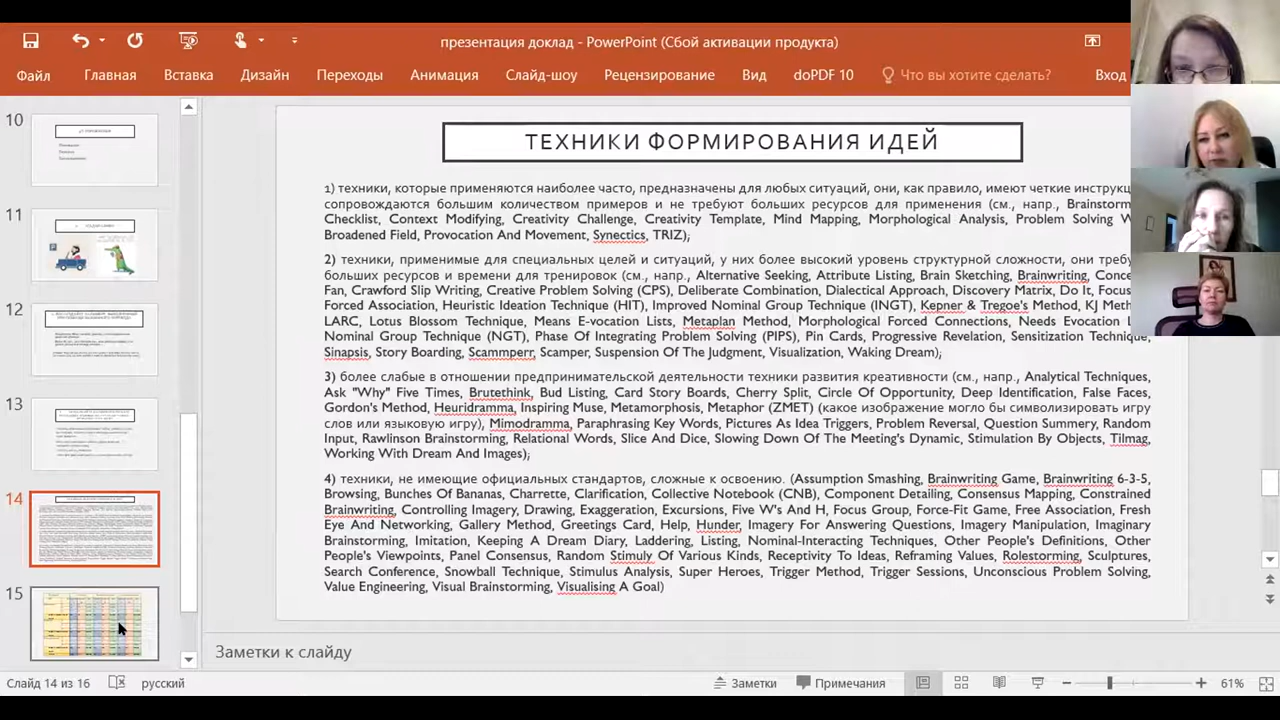 презентация доклад - PowerPoint (Сбой активации продукта)
Файл Главная Вставка Дизайн Переходы Анимация Слайд-шоу Рецензирование Вид doPDF 10 Что вы хотите сделать? Вход
10
11
12
13
14
15
ТЕХНИКИ ФОРМИРОВАНИЯ ИДЕЙ
1) техники, которые применяются наиболее часто, предназначены для любых ситуаций, они, как правило, имеют четкие инструкц
сопровождаются большим количеством примеров и не требуют больших ресурсов для применения (см., напр., Brainstorm
Checklist, Context Modifying, Creativity Challenge, Creativity Template, Mind Mapping, Morphological Analysis, Problem Solving W
Broadened Field, Provocation And Movement, Synectics, TRIZ);
2) техники, применимые для специальных целей и ситуаций, у них более высокий уровень структурной сложности, они требу
больших ресурсов и времени для тренировок (см., напр., Alternative Seeking, Attribute Listing, Brain Sketching, Brainwriting, Conce
Fan, Crawford Slip Writing, Creative Problem Solving (CPS), Deliberate Combination, Dialectical Approach, Discovery Matrix, Do It, Focus
Forced Association, Heuristic Ideation Technique (HIT), Improved Nominal Group Technique (INGT), Kepner & Tregoe's Method, KJ Meth
LARC, Lotus Blossom Technique, Means E-vocation Lists, Metaplan Method, Morphological Forced Connections, Needs Evocation L
Nominal Group Technique (NGT), Phase Of Integrating Problem Solving (PIPS), Pin Cards, Progressive Revelation, Sensitization Technique,
Sinapsis, Story Boarding, Scammperr, Scamper, Suspension Of The Judgment, Visualization, Waking Dream);
3) более слабые в отношении предпринимательской деятельности техники развития креативности (см., напр., Analytical Techniques,
Ask "Why" Five Times, Brutethink, Bud Listing, Card Story Boards, Cherry Split, Circle Of Opportunity, Deep Identification, False Faces,
Gordon's Method, Heuridramma, Inspiring Muse, Metamorphosis, Metaphor (ZMET) (какое изображение могло бы символизировать игру
слов или языковую игру), Mimodramma, Paraphrasing Key Words, Pictures As Idea Triggers, Problem Reversal, Question Summery, Random
Input, Rawlinson Brainstorming, Relational Words, Slice And Dice, Slowing Down Of The Meeting's Dynamic, Stimulation By Objects, Tilmag,
Working With Dream And Images);
4) техники, не имеющие официальных стандартов, сложные к освоению. (Assumption Smashing, Brainwriting Game, Brainwriting 6-3-5,
Browsing, Bunches Of Bananas, Charrette, Clarification, Collective Notebook (CNB), Component Detailing, Consensus Mapping, Constrained
Brainwriting, Controlling Imagery, Drawing, Exaggeration, Excursions, Five W's And H, Focus Group, Force-Fit Game, Free Association, Fresh
Eye And Networking, Gallery Method, Greetings Card, Help, Hunder, Imagery For Answering Questions, Imagery Manipulation, Imaginary
Brainstorming, Imitation, Keeping A Dream Diary, Laddering, Listing, Nominal-Interacting Techniques, Other People's Definitions, Other
People's Viewpoints, Panel Consensus, Random Stimuly Of Various Kinds, Receptivity To Ideas, Reframing Values, Rolestorming, Sculptures,
Search Conference, Snowball Technique, Stimulus Analysis, Super Heroes, Trigger Method, Trigger Sessions, Unconscious Problem Solving,
Value Engineering, Visual Brainstorming, Visualising A Goal)
Заметки к слайду
Слайд 14 из 16 русский Заметки Примечания 61%